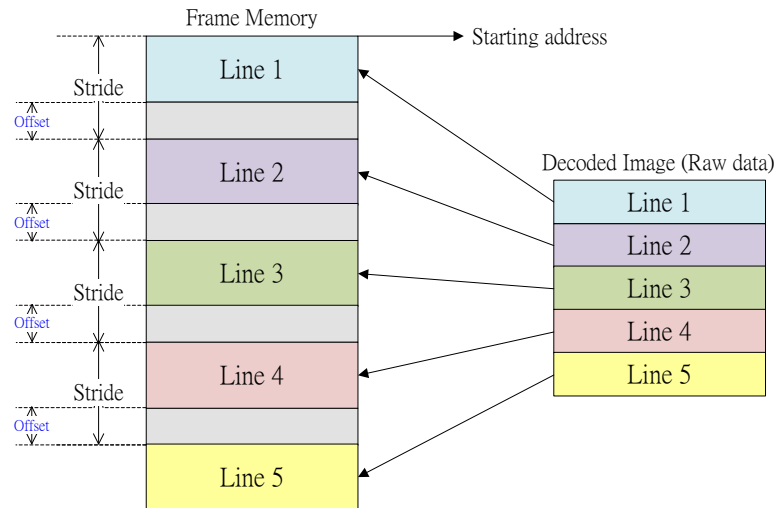 Frame Memory
Starting address
Line 1
Stride
Offset
Line 2
Stride
Offset
Line 3
Stride
Offset
Line 4
Stride
Offset
Line 5
Decoded Image (Raw data)
Line 1
Line 2
Line 3
Line 4
Line 5